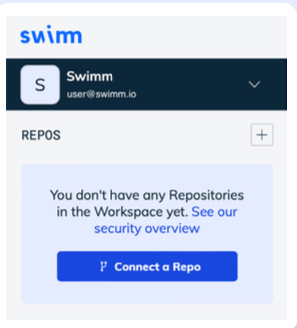 swimm
S
Swimm
user@swimm.io
REPOS
+
You don't have any Repositories
in the Workspace yet. See our
security overview
Connect a Repo